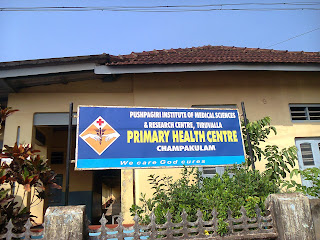 PUSHPAGIRI INSTITUTE OF MEDICAL SCIENCES
& RESEARCH CENTRE, TIRUVALLA
PRIMARY HEALTH CENTRE
CHAMPAKULAM
We care God cures